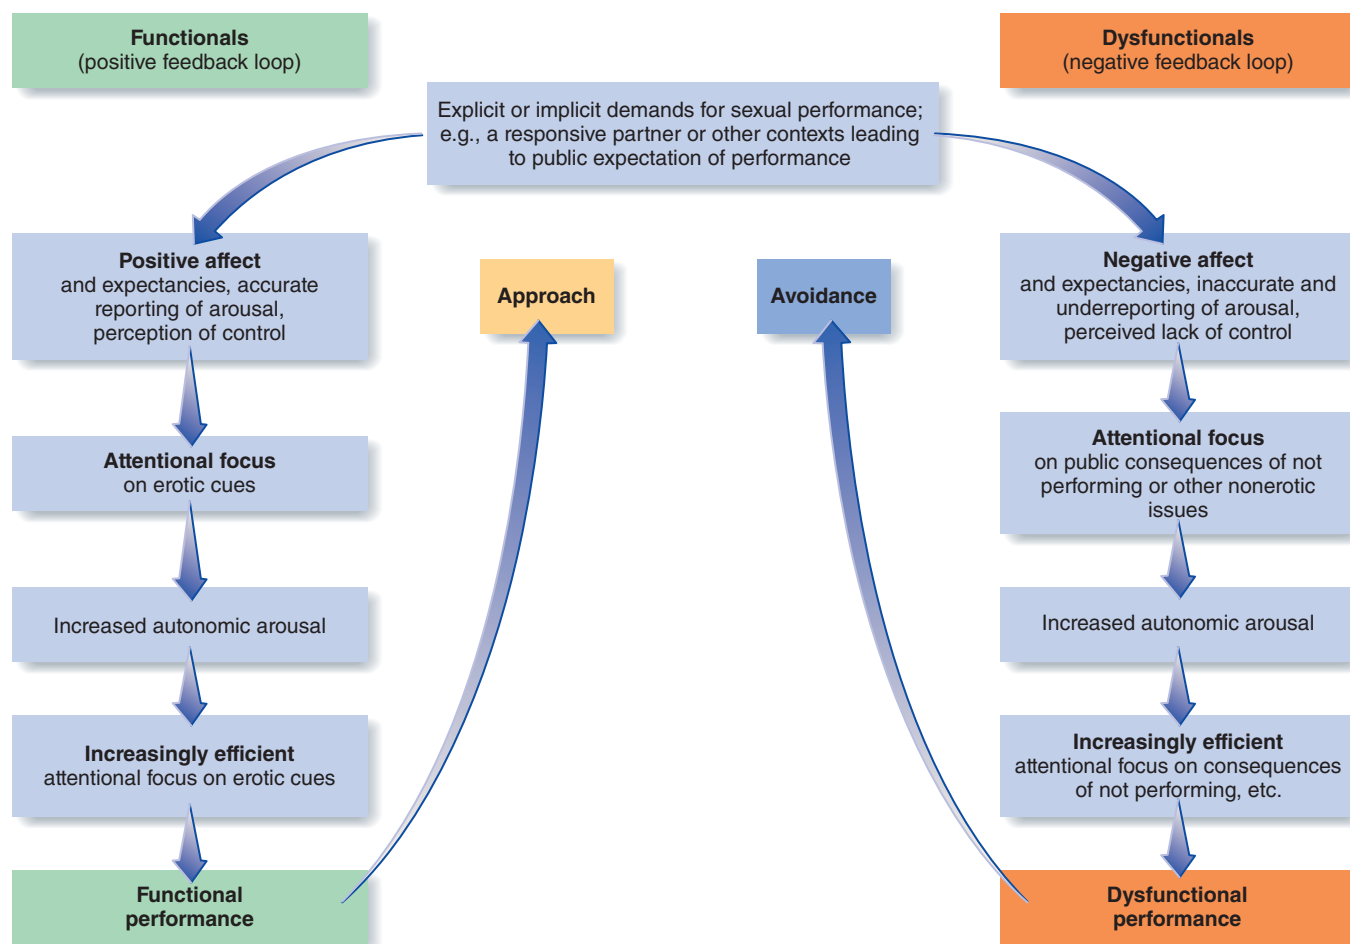 Functionals
(positive feedback loop)
Dysfunctionals
(negative feedback loop)
Explicit or implicit demands for sexual performance;
e.g., a responsive partner or other contexts leading
to public expectation of performance
Positive affect
and expectancies, accurate
reporting of arousal,
perception of control
Approach
Avoidance
Negative affect
and expectancies, inaccurate and
underreporting of arousal,
perceived lack of control
Attentional focus
on erotic cues
Attentional focus
on public consequences of not
performing or other nonerotic
issues
Increased autonomic arousal
Increased autonomic arousal
Increasingly efficient
attentional focus on erotic cues
Increasingly efficient
attentional focus on consequences
of not performing, etc.
Functional
performance
Dysfunctional
performance